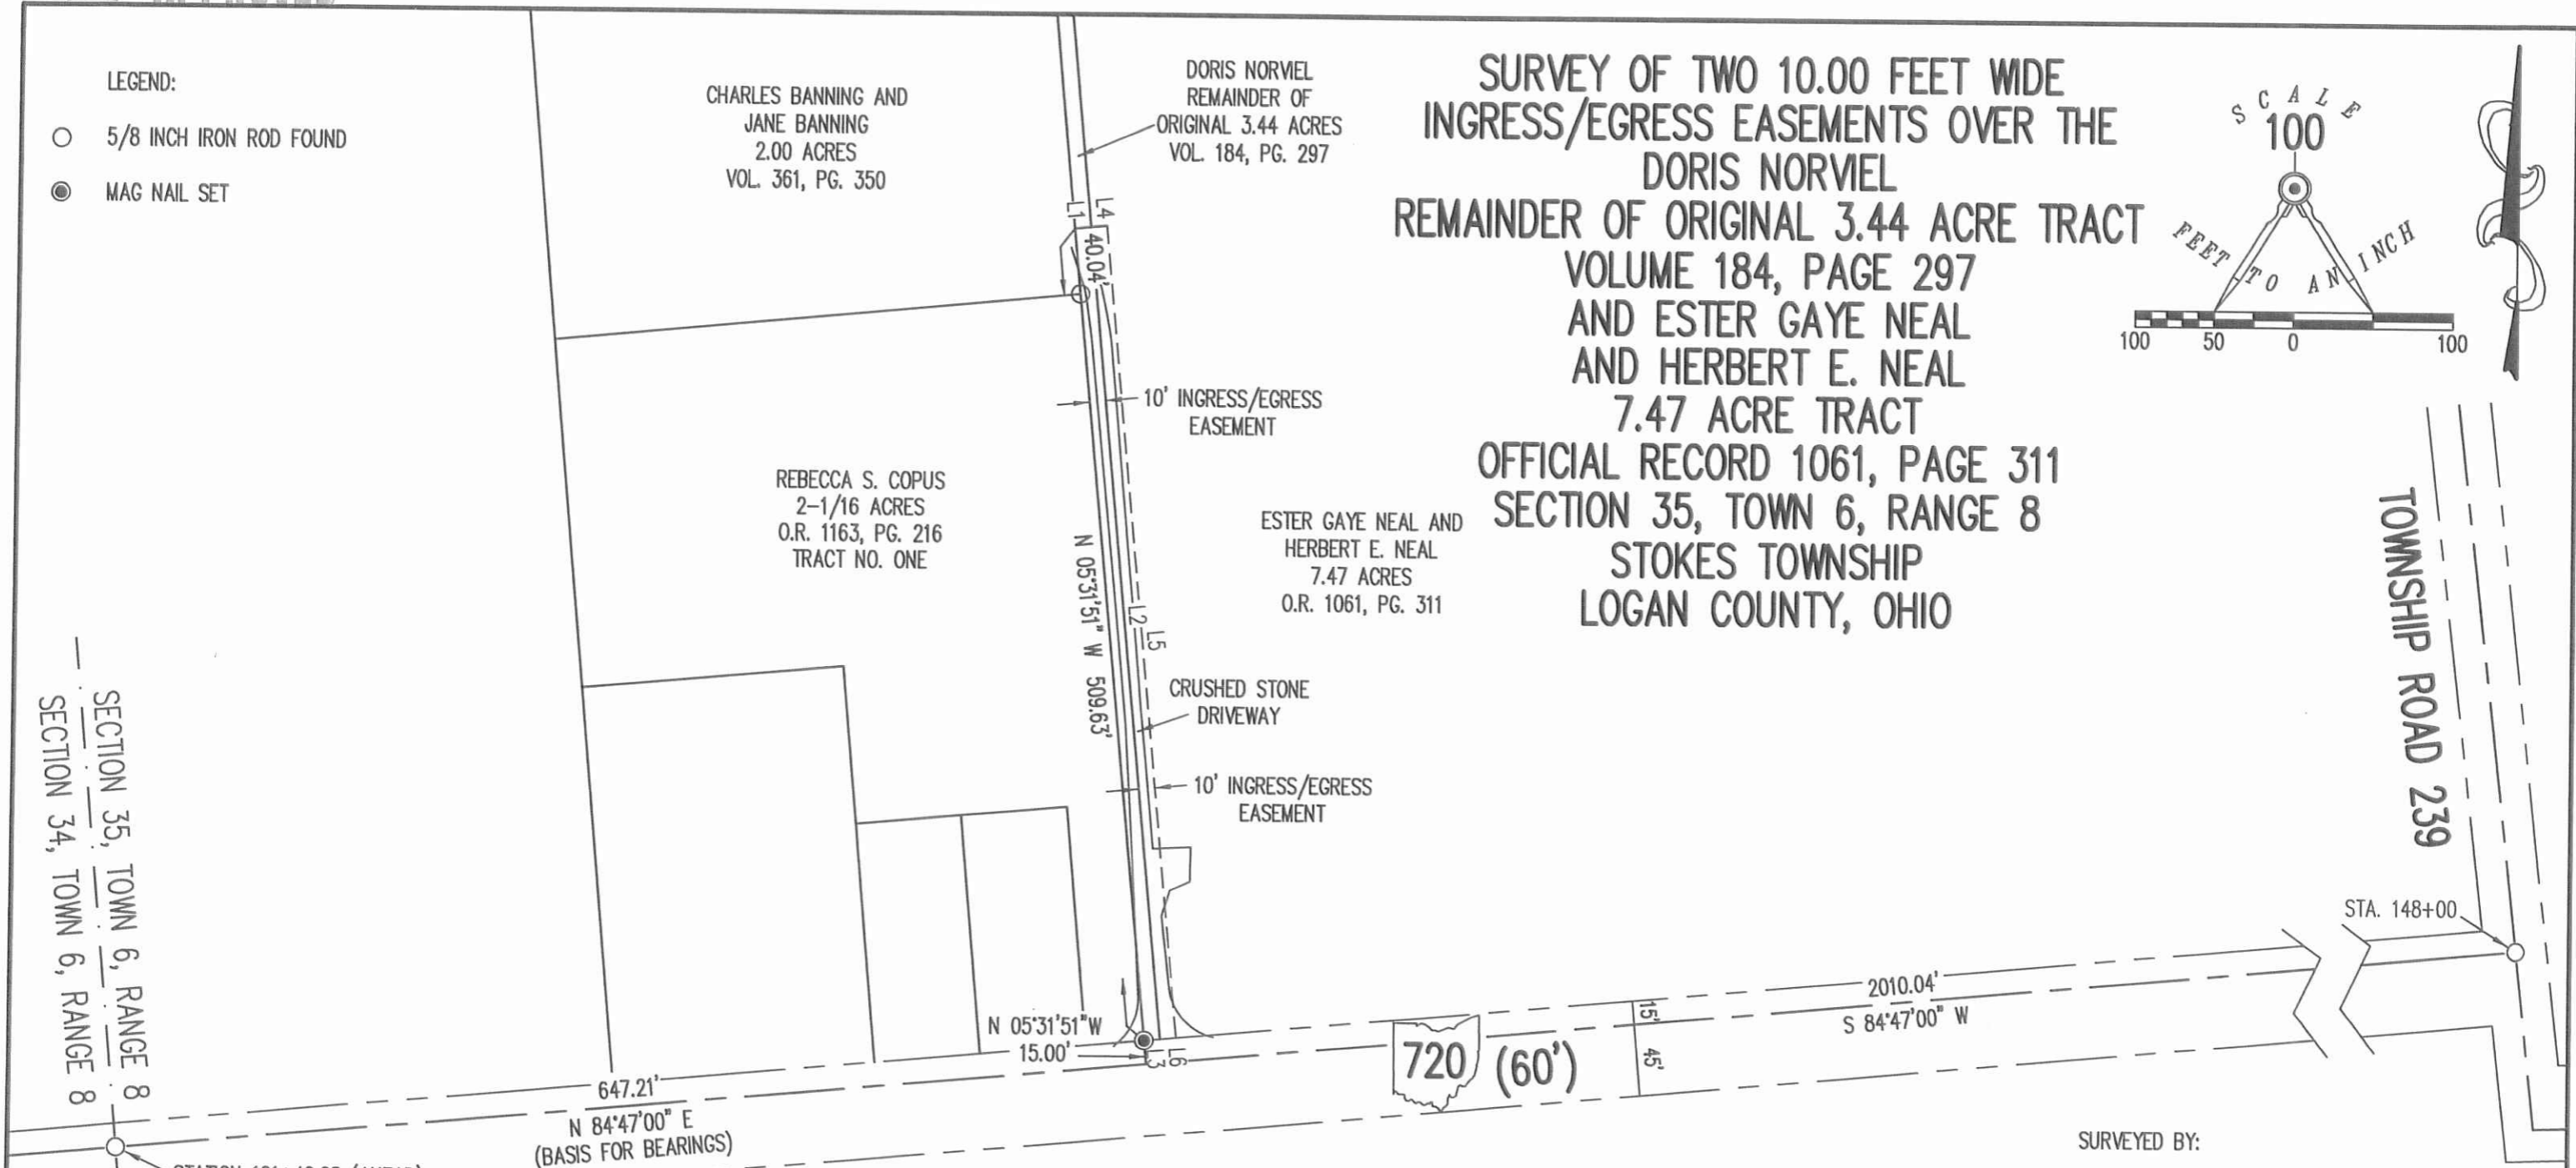 LEGEND:
5/8 INCH IRON ROD FOUND
MAG NAIL SET
CHARLES BANNING AND
JANE BANNING
2.00 ACRES
VOL. 361, PG. 350
DORIS NORVIEL
REMAINDER OF
ORIGINAL 3.44 ACRES
VOL. 184, PG. 297
SURVEY OF TWO 10.00 FEET WIDE
INGRESS/EGRESS EASEMENTS OVER THE
DORIS NORVIEL
REMAINDER OF ORIGINAL 3.44 ACRE TRACT
VOLUME 184, PAGE 297
AND ESTER GAYE NEAL
AND HERBERT E. NEAL
7.47 ACRE TRACT
OFFICIAL RECORD 1061, PAGE 311
SECTION 35, TOWN 6, RANGE 8
STOKES TOWNSHIP
LOGAN COUNTY, OHIO
SCALE
100
FEET TO AN INCH
100 50 0 100
L1
L4
40.04'
10' INGRESS/EGRESS
EASEMENT
REBECCA S. COPUS
2-1/16 ACRES
O.R. 1163, PG. 216
TRACT NO. ONE
ESTER GAYE NEAL AND
HERBERT E. NEAL
7.47 ACRES
O.R. 1061, PG. 311
N 05°31'51" W 509.63'
L2
L5
CRUSHED STONE
DRIVEWAY
10' INGRESS/EGRESS
EASEMENT
TOWNSHIP ROAD 239
SECTION 35, TOWN 6, RANGE 8
SECTION 34, TOWN 6, RANGE 8
STA. 148+00
N 05°31'51"W
15.00'
L3
L6
720
(60')
15'
45'
2010.04'
S 84°47'00" W
647.21'
N 84°47'00" E
(BASIS FOR BEARINGS)
SURVEYED BY: